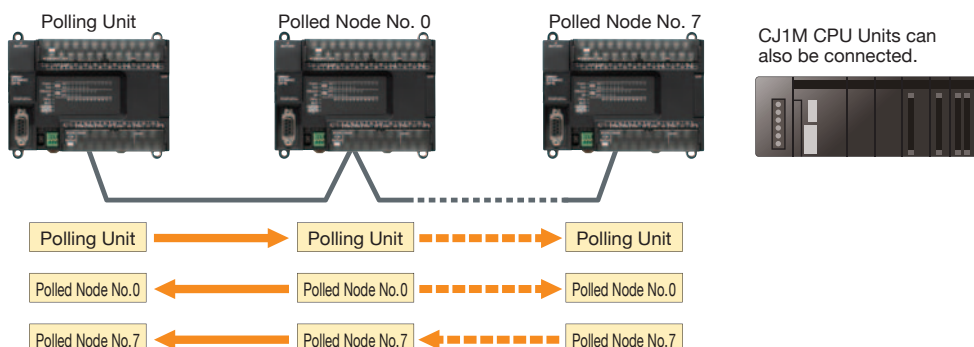 Polling Unit
Polled Node No. 0
Polled Node No. 7
CJ1M CPU Units can
also be connected.
Polling Unit
Polling Unit
Polling Unit
Polled Node No.0
Polled Node No.0
Polled Node No.0
Polled Node No.7
Polled Node No.7
Polled Node No.7